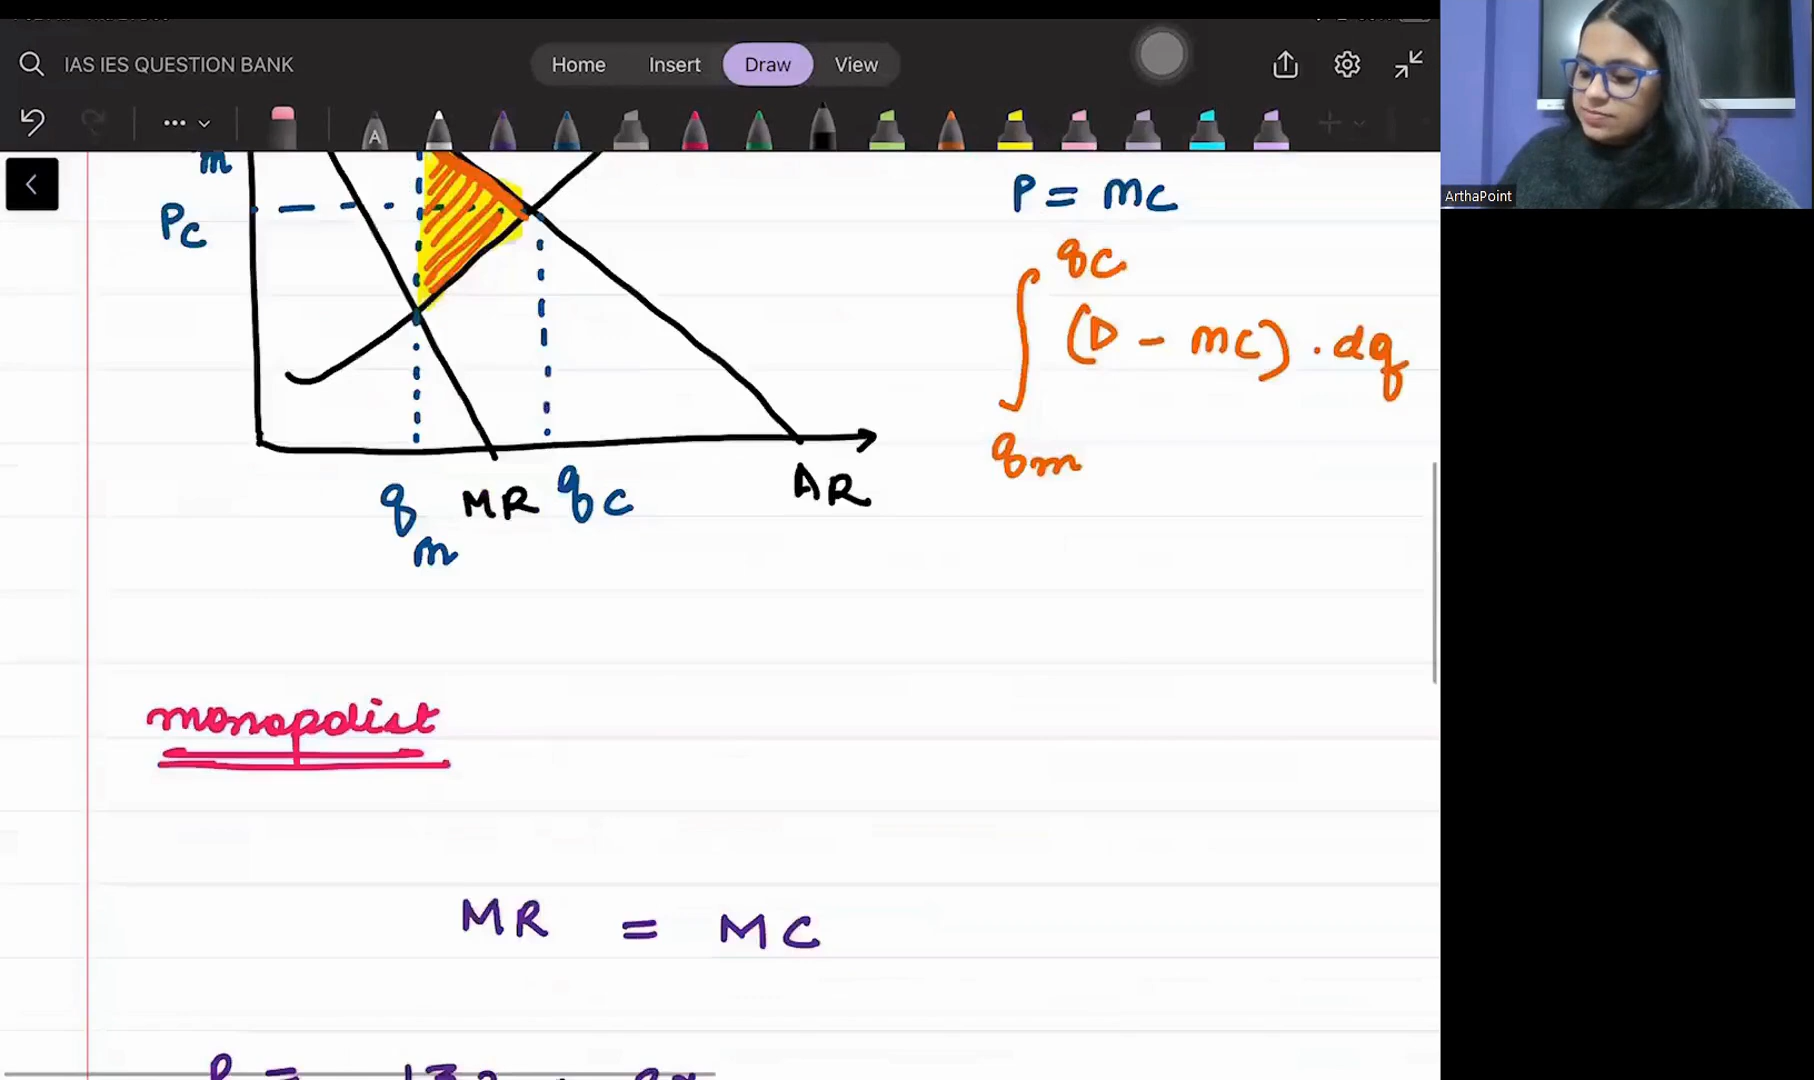 IAS IES QUESTION BANK
Home Insert Draw View
A
ArthaPoint
m
Pc
P = mc
qc
∫ (D - mc) . dq
qm
q MR qc AR
m
monopolist
MR = MC
P =